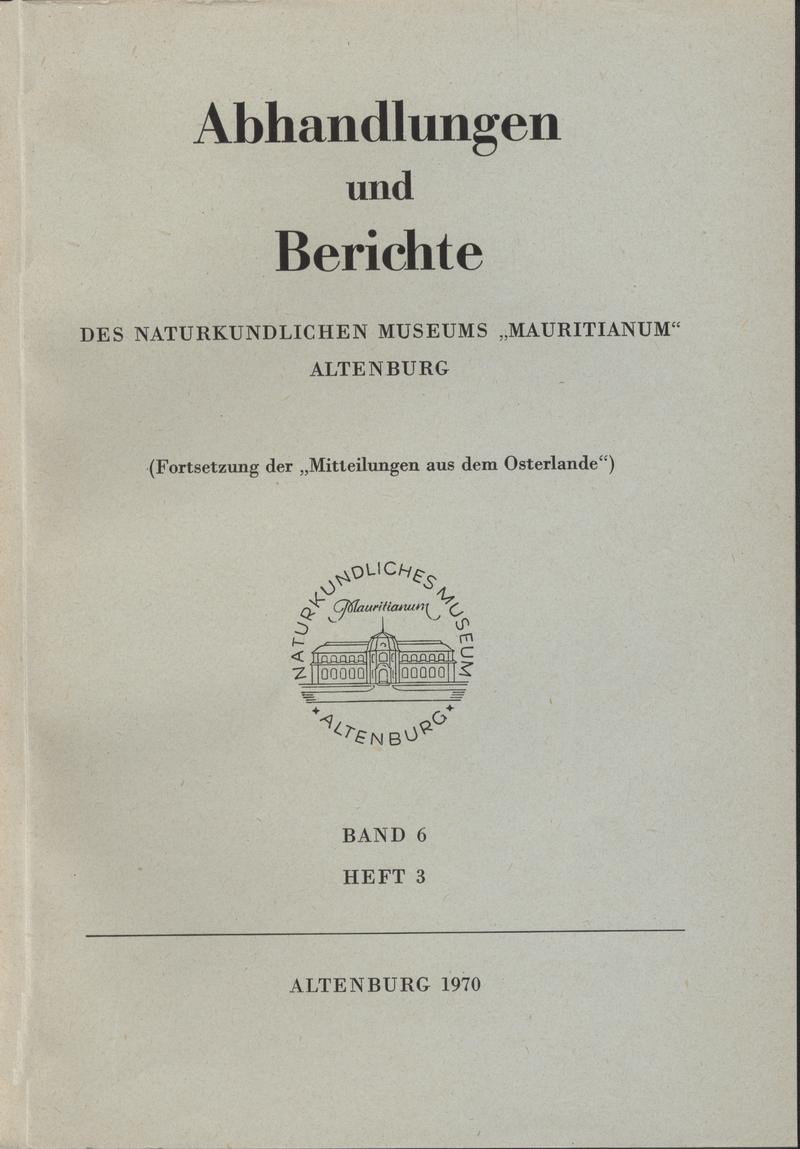 Abhandlungen
und
Berichte
DES NATURKUNDLICHEN MUSEUMS „MAURITIANUM“
ALTENBURG
(Fortsetzung der „Mitteilungen aus dem Osterlande“)
NATURKUNDLICHES MUSEUM
Mauritianum
ALTENBURG
BAND 6
HEFT 3
ALTENBURG 1970